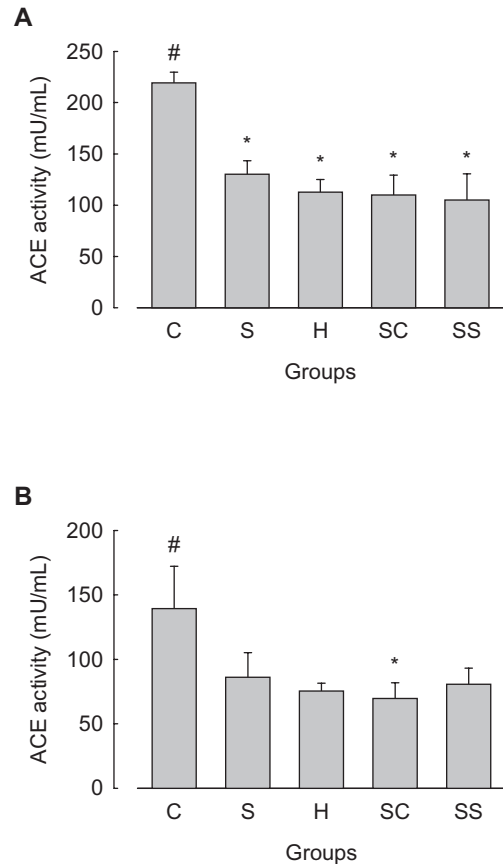 A
ACE activity (mU/mL)
250
200
150
100
50
0
#
*
*
*
*
C S H SC SS
Groups
B
ACE activity (mU/mL)
200
150
100
50
0
#
*
C S H SC SS
Groups